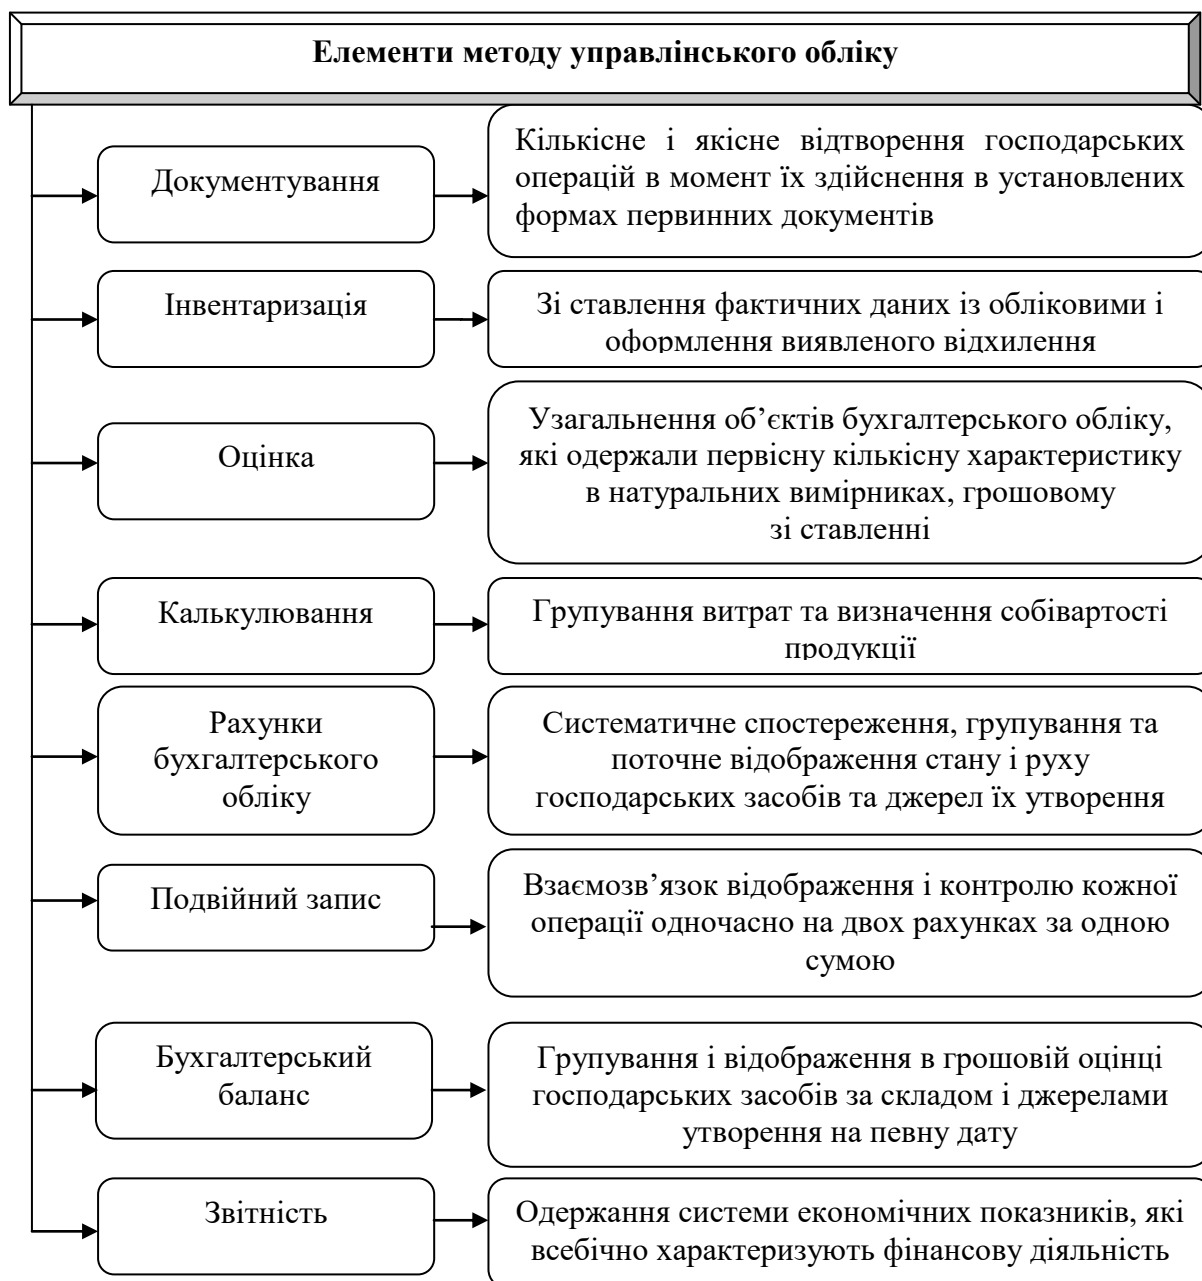 Елементи методу управлінського обліку
Документування
Кількісне і якісне відтворення господарських
операцій в момент їх здійснення в установлених
формах первинних документів
Інвентаризація
Зі ставлення фактичних даних із обліковими і
оформлення виявленого відхилення
Оцінка
Узагальнення об’єктів бухгалтерського обліку,
які одержали первісну кількісну характеристику
в натуральних вимірниках, грошовому
зі ставленні
Калькулювання
Групування витрат та визначення собівартості
продукції
Рахунки
бухгалтерського
обліку
Систематичне спостереження, групування та
поточне відображення стану і руху
господарських засобів та джерел їх утворення
Подвійний запис
Взаємозв’язок відображення і контролю кожної
операції одночасно на двох рахунках за одною
сумою
Бухгалтерський
баланс
Групування і відображення в грошовій оцінці
господарських засобів за складом і джерелами
утворення на певну дату
Звітність
Одержання системи економічних показників, які
всебічно характеризують фінансову діяльність